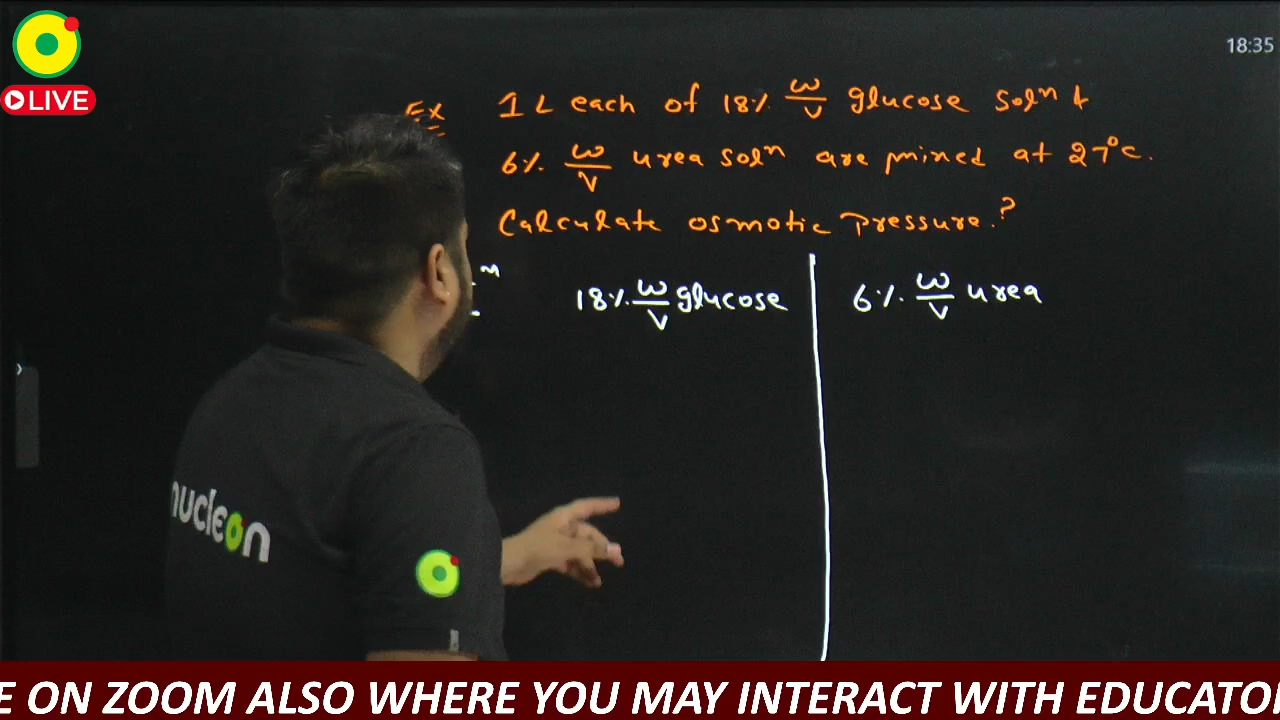 18:35
LIVE
EX 1 L each of 18% w/v glucose solⁿ &
6% w/v urea solⁿ are mixed at 27°C.
Calculate osmotic pressure?
18% w/v glucose
6% w/v urea
nucleon
E ON ZOOM ALSO WHERE YOU MAY INTERACT WITH EDUCATO